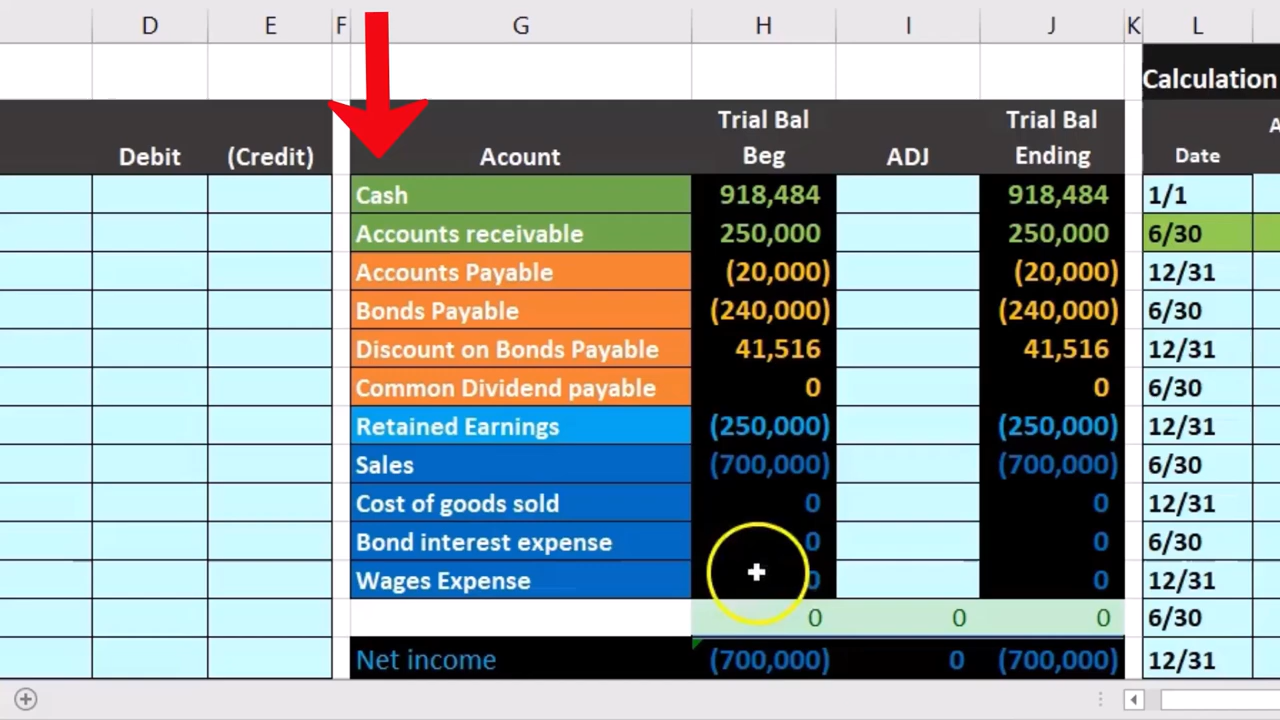 D E F G H I J K L
Calculation
Debit (Credit) Acount Trial Bal Beg ADJ Trial Bal Ending Date A
Cash 918,484 918,484 1/1
Accounts receivable 250,000 250,000 6/30
Accounts Payable (20,000) (20,000) 12/31
Bonds Payable (240,000) (240,000) 6/30
Discount on Bonds Payable 41,516 41,516 12/31
Common Dividend payable 0 0 6/30
Retained Earnings (250,000) (250,000) 12/31
Sales (700,000) (700,000) 6/30
Cost of goods sold 0 0 12/31
Bond interest expense 0 0 6/30
Wages Expense 0 0 12/31
0 0 0 6/30
Net income (700,000) 0 (700,000) 12/31